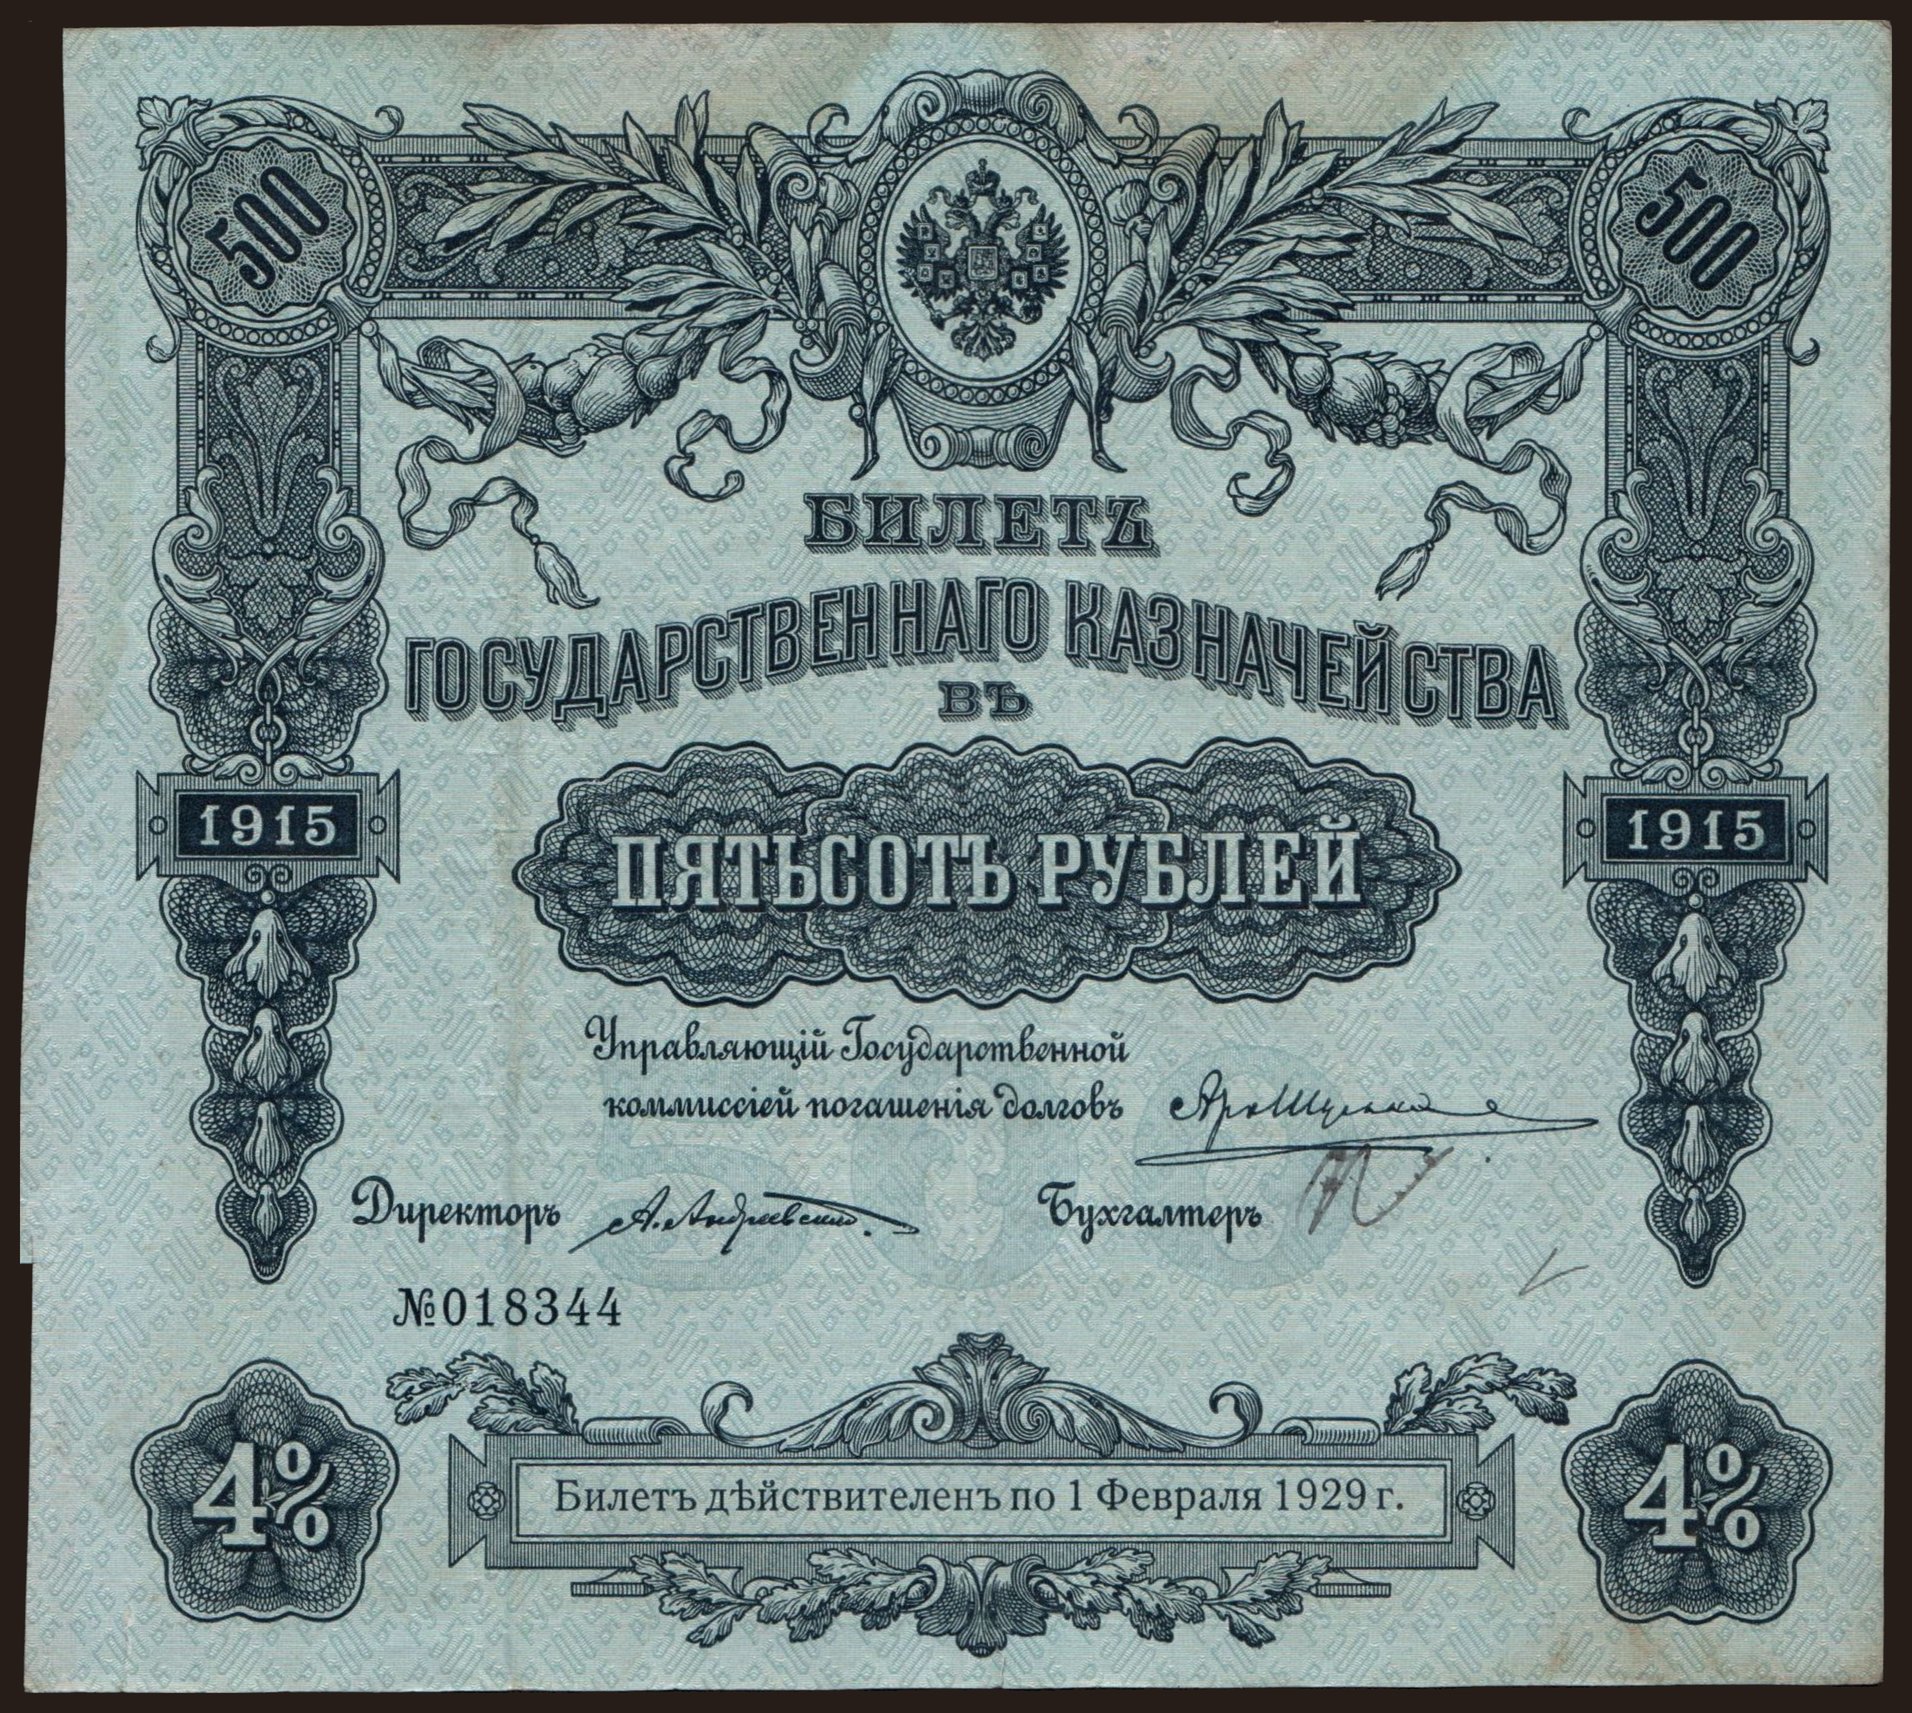 500 500
БИЛЕТЪ
ГОСУДАРСТВЕННАГО КАЗНАЧЕЙСТВА
ВЪ
1915 1915
ПЯТЬСОТЪ РУБЛЕЙ
Управляющій Государственной
коммиссіей погашенія долговъ
Директоръ А. Андреевскій. Бухгалтеръ
№018344
4% 4%
Билетъ дѣйствителенъ по 1 Февраля 1929 г.